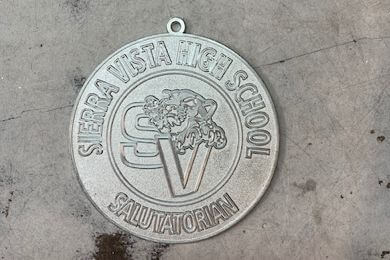 SIERRA VISTA HIGH SCHOOL
SV
SALUTATORIAN